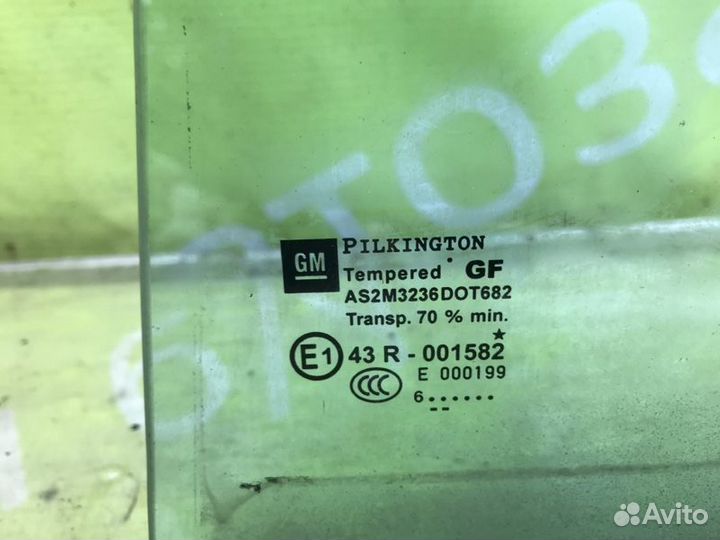 GM
PILKINGTON
Tempered GF
AS2M3236DOT682
Transp. 70 % min.
E1 43 R - 001582
CCC E 000199
6......
--
Avito